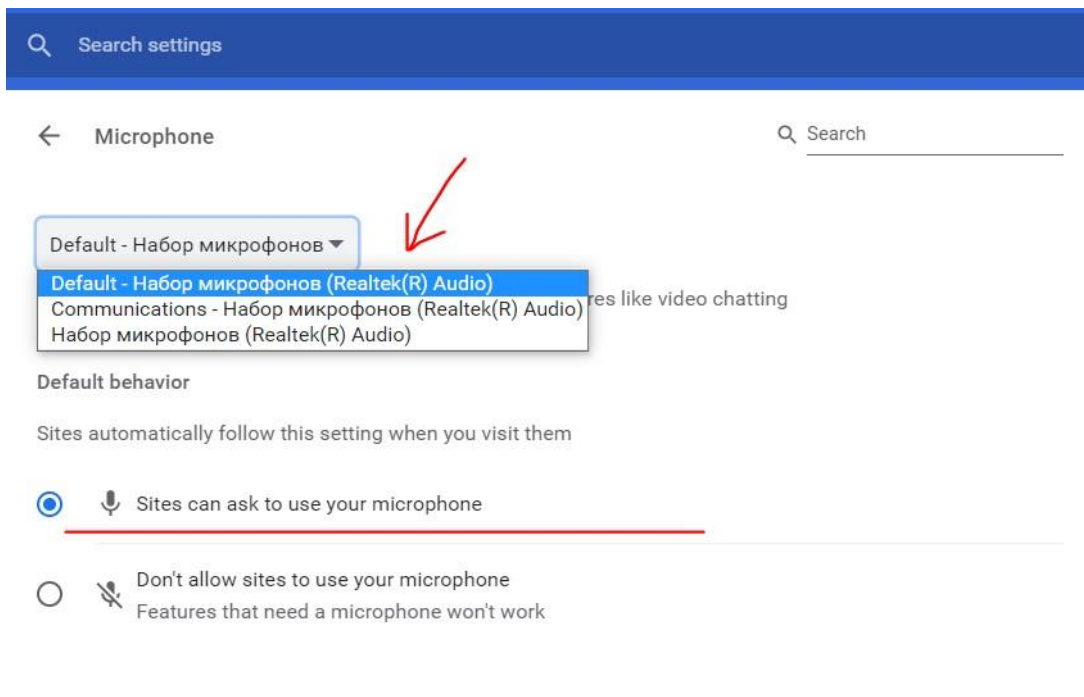 Search settings
Microphone
Search
Default - Набор микрофонов
Default - Набор микрофонов (Realtek(R) Audio)
Communications - Набор микрофонов (Realtek(R) Audio)
Набор микрофонов (Realtek(R) Audio)
like video chatting
Default behavior
Sites automatically follow this setting when you visit them
Sites can ask to use your microphone
Don't allow sites to use your microphone
Features that need a microphone won't work